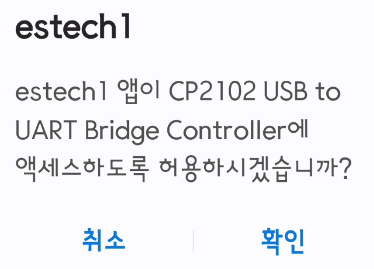 estech1
estech1 앱이 CP2102 USB to
UART Bridge Controller에
액세스하도록 허용하시겠습니까?
취소
확인